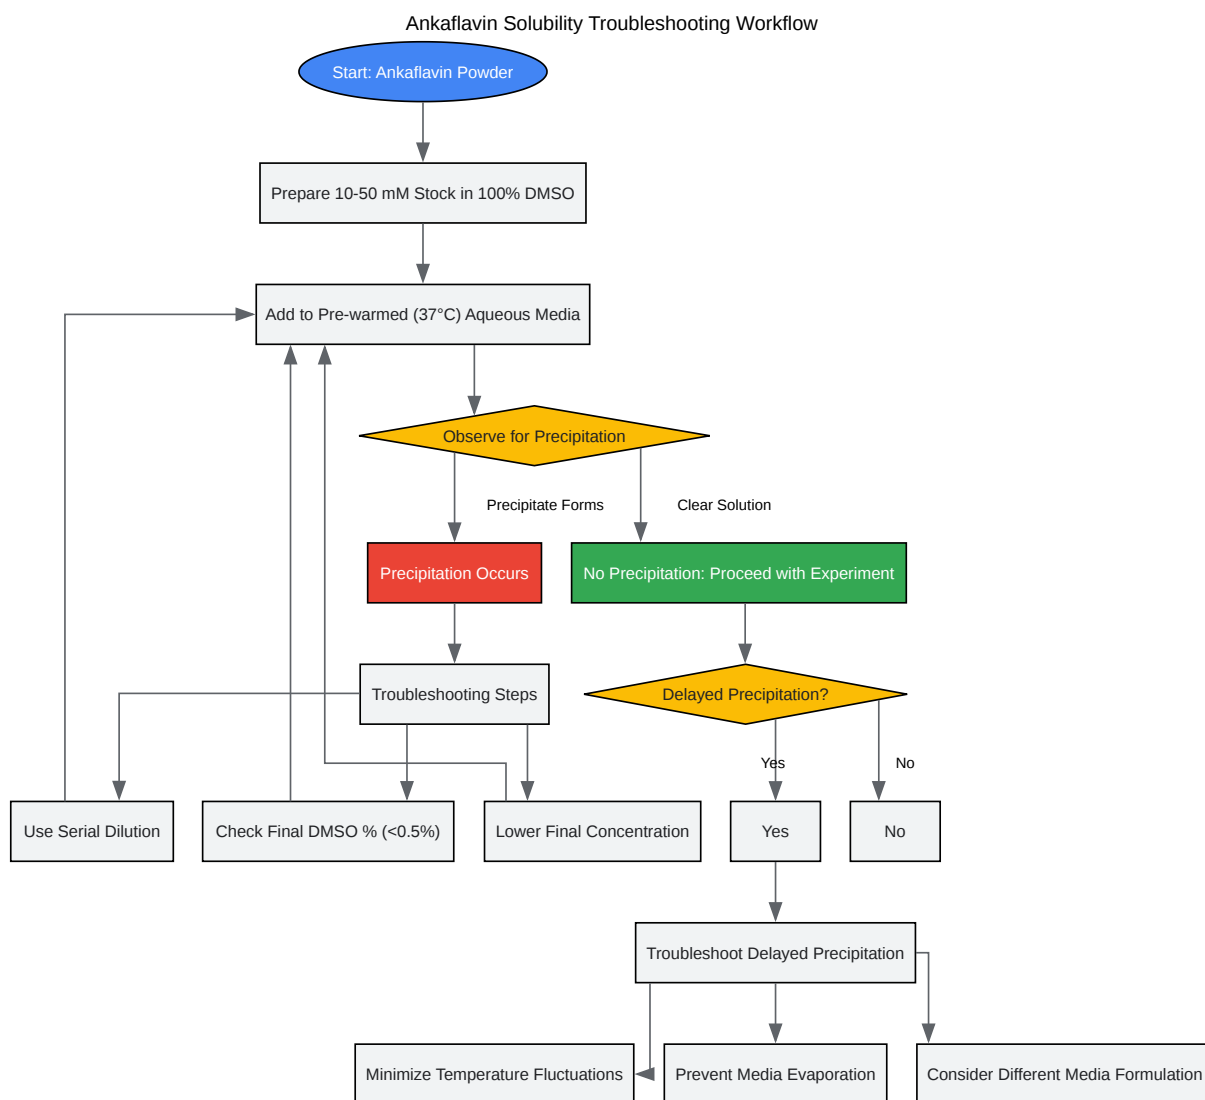 Ankaflavin Solubility Troubleshooting Workflow
Start: Ankaflavin Powder
Prepare 10-50 mM Stock in 100% DMSO
Add to Pre-warmed (37°C) Aqueous Media
Observe for Precipitation
Precipitate Forms
Clear Solution
Precipitation Occurs
No Precipitation: Proceed with Experiment
Troubleshooting Steps
Delayed Precipitation?
Yes
No
Use Serial Dilution
Check Final DMSO % (<0.5%)
Lower Final Concentration
Yes
No
Troubleshoot Delayed Precipitation
Minimize Temperature Fluctuations
Prevent Media Evaporation
Consider Different Media Formulation